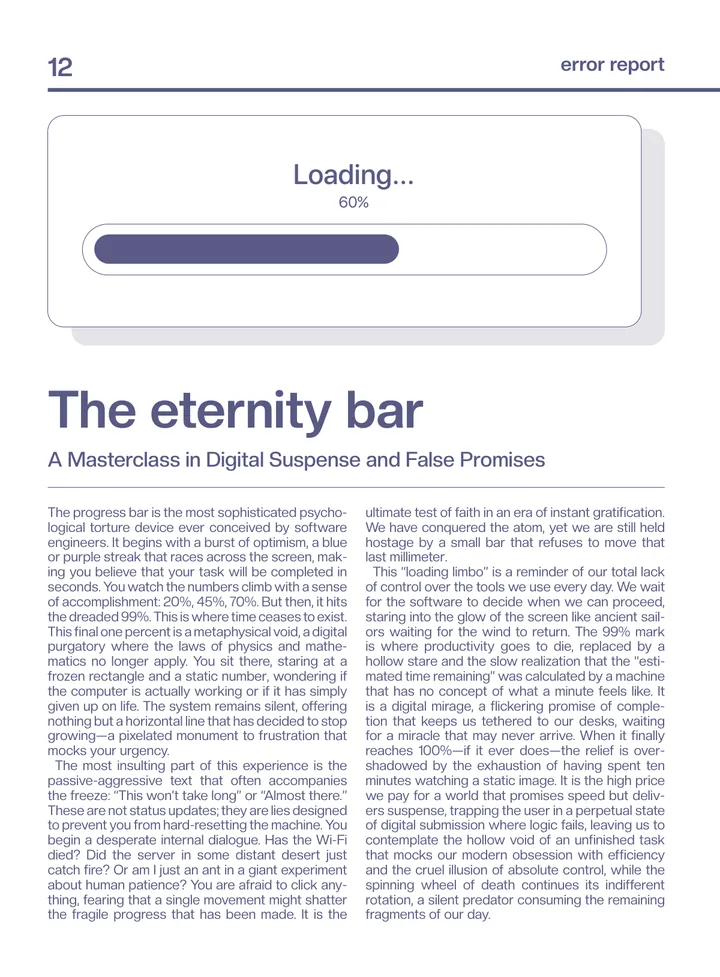 12
error report
Loading...
60%
The eternity bar
A Masterclass in Digital Suspense and False Promises
The progress bar is the most sophisticated psycho-
logical torture device ever conceived by software
engineers. It begins with a burst of optimism, a blue
or purple streak that races across the screen, mak-
ing you believe that your task will be completed in
seconds. You watch the numbers climb with a sense
of accomplishment: 20%, 45%, 70%. But then, it hits
the dreaded 99%. This is where time ceases to exist.
This final one percent is a metaphysical void, a digital
purgatory where the laws of physics and mathe-
matics no longer apply. You sit there, staring at a
frozen rectangle and a static number, wondering if
the computer is actually working or if it has simply
given up on life. The system remains silent, offering
nothing but a horizontal line that has decided to stop
growing—a pixelated monument to frustration that
mocks your urgency.
The most insulting part of this experience is the
passive-aggressive text that often accompanies
the freeze: “This won’t take long” or “Almost there.”
These are not status updates; they are lies designed
to prevent you from hard-resetting the machine. You
begin a desperate internal dialogue. Has the Wi-Fi
died? Did the server in some distant desert just
catch fire? Or am I just an ant in a giant experiment
about human patience? You are afraid to click any-
thing, fearing that a single movement might shatter
the fragile progress that has been made. It is the
ultimate test of faith in an era of instant gratification.
We have conquered the atom, yet we are still held
hostage by a small bar that refuses to move that
last millimeter.
This “loading limbo” is a reminder of our total lack
of control over the tools we use every day. We wait
for the software to decide when we can proceed,
staring into the glow of the screen like ancient sail-
ors waiting for the wind to return. The 99% mark
is where productivity goes to die, replaced by a
hollow stare and the slow realization that the “esti-
mated time remaining” was calculated by a machine
that has no concept of what a minute feels like. It
is a digital mirage, a flickering promise of comple-
tion that keeps us tethered to our desks, waiting
for a miracle that may never arrive. When it finally
reaches 100%—if it ever does—the relief is over-
shadowed by the exhaustion of having spent ten
minutes watching a static image. It is the high price
we pay for a world that promises speed but deliv-
ers suspense, trapping the user in a perpetual state
of digital submission where logic fails, leaving us to
contemplate the hollow void of an unfinished task
that mocks our modern obsession with efficiency
and the cruel illusion of absolute control, while the
spinning wheel of death continues its indifferent
rotation, a silent predator consuming the remaining
fragments of our day.